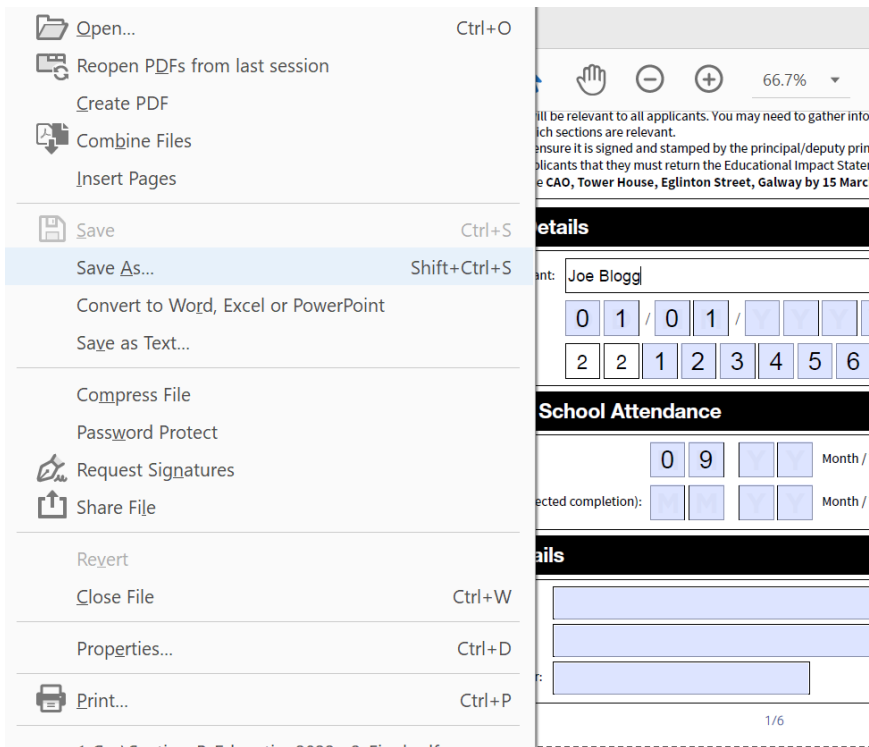 Open... Ctrl+O
Reopen PDFs from last session
Create PDF
Combine Files
Insert Pages
Save Ctrl+S
Save As... Shift+Ctrl+S
Convert to Word, Excel or PowerPoint
Save as Text...
Compress File
Password Protect
Request Signatures
Share File
Revert
Close File Ctrl+W
Properties... Ctrl+D
Print... Ctrl+P
66.7%
ill be relevant to all applicants. You may need to gather info
ich sections are relevant.
ensure it is signed and stamped by the principal/deputy prin
plicants that they must return the Educational Impact State
e CAO, Tower House, Eglinton Street, Galway by 15 Marc
etails
ant: Joe Blogg
0 1 / 0 1 / Y Y Y
2 2 1 2 3 4 5 6
School Attendance
0 9 Y Y Month /
ected completion): M M Y Y Month /
ails
r:
1/6